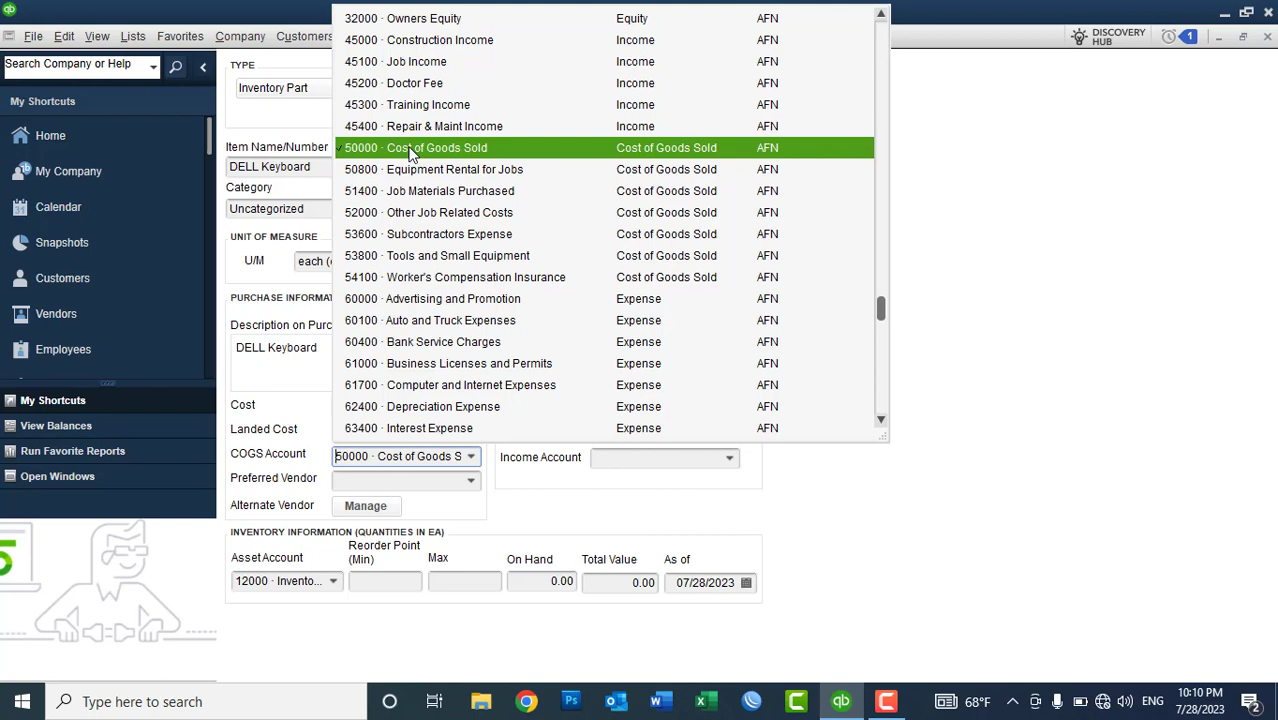 32000 · Owners Equity Equity AFN
45000 · Construction Income Income AFN
File Edit View Lists Favorites Company Customers DISCOVERY HUB 1
45100 · Job Income Income AFN
Search Company or Help TYPE
45200 · Doctor Fee Income AFN
Inventory Part
My Shortcuts
45300 · Training Income Income AFN
45400 · Repair & Maint Income Income AFN
Home
Item Name/Number 50000 · Cost of Goods Sold Cost of Goods Sold AFN
DELL Keyboard 50800 · Equipment Rental for Jobs Cost of Goods Sold AFN
My Company
Category 51400 · Job Materials Purchased Cost of Goods Sold AFN
Calendar Uncategorized 52000 · Other Job Related Costs Cost of Goods Sold AFN
Snapshots UNIT OF MEASURE 53600 · Subcontractors Expense Cost of Goods Sold AFN
U/M each ( 53800 · Tools and Small Equipment Cost of Goods Sold AFN
Customers 54100 · Worker's Compensation Insurance Cost of Goods Sold AFN
PURCHASE INFORMAT 60000 · Advertising and Promotion Expense AFN
Vendors Description on Purc 60100 · Auto and Truck Expenses Expense AFN
Employees DELL Keyboard 60400 · Bank Service Charges Expense AFN
61000 · Business Licenses and Permits Expense AFN
61700 · Computer and Internet Expenses Expense AFN
My Shortcuts Cost 62400 · Depreciation Expense Expense AFN
View Balances Landed Cost 63400 · Interest Expense Expense AFN
Run Favorite Reports COGS Account 50000 · Cost of Goods S Income Account
Open Windows Preferred Vendor
Alternate Vendor Manage
INVENTORY INFORMATION (QUANTITIES IN EA)
Asset Account Reorder Point (Min) Max On Hand Total Value As of
12000 · Invento... 0.00 0.00 07/28/2023
Type here to search 68°F ENG 10:10 PM
7/28/2023 2